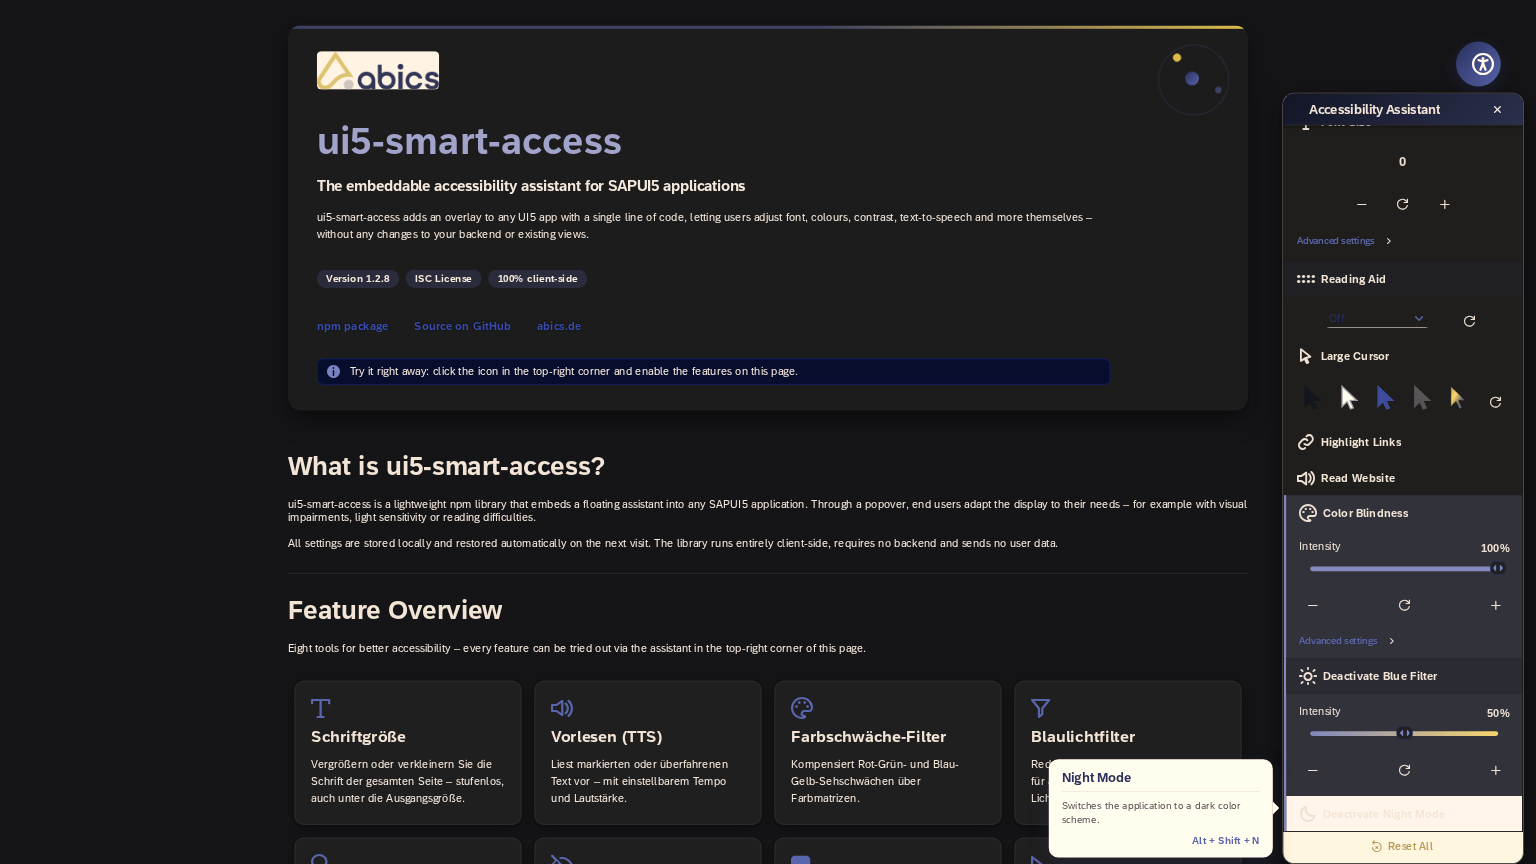 abics
ui5-smart-access
The embeddable accessibility assistant for SAPUI5 applications
ui5-smart-access adds an overlay to any UI5 app with a single line of code, letting users adjust font, colours, contrast, text-to-speech and more themselves –
without any changes to your backend or existing views.
Version 1.2.8
ISC License
100% client-side
npm package
Source on GitHub
abics.de
Try it right away: click the icon in the top-right corner and enable the features on this page.
What is ui5-smart-access?
ui5-smart-access is a lightweight npm library that embeds a floating assistant into any SAPUI5 application. Through a popover, end users adapt the display to their needs – for example with visual
impairments, light sensitivity or reading difficulties.
All settings are stored locally and restored automatically on the next visit. The library runs entirely client-side, requires no backend and sends no user data.
Feature Overview
Eight tools for better accessibility – every feature can be tried out via the assistant in the top-right corner of this page.
Schriftgröße
Vergrößern oder verkleinern Sie die
Schrift der gesamten Seite – stufenlos,
auch unter die Ausgangsgröße.
Vorlesen (TTS)
Liest markierten oder überfahrenen
Text vor – mit einstellbarem Tempo
und Lautstärke.
Farbschwäche-Filter
Kompensiert Rot-Grün- und Blau-
Gelb-Sehschwächen über
Farbmatrizen.
Blaulichtfilter
für
Night Mode
Switches the application to a dark color
scheme.
Alt + Shift + N
Accessibility Assistant
0
Advanced settings
Reading Aid
Off
Large Cursor
Highlight Links
Read Website
Color Blindness
Intensity
100%
Advanced settings
Deactivate Blue Filter
Intensity
50%
Deactivate Night Mode
Reset All